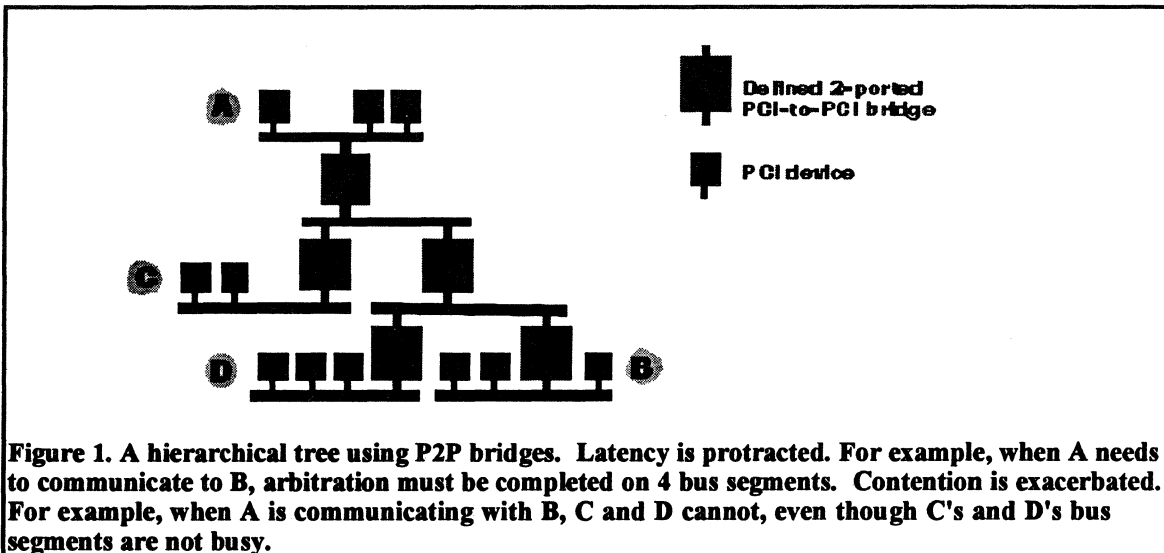 A
Defined 2-ported
PCI-to-PCI bridge
PCI device
C
D
B
Figure 1. A hierarchical tree using P2P bridges. Latency is protracted. For example, when A needs
to communicate to B, arbitration must be completed on 4 bus segments. Contention is exacerbated.
For example, when A is communicating with B, C and D cannot, even though C's and D's bus
segments are not busy.